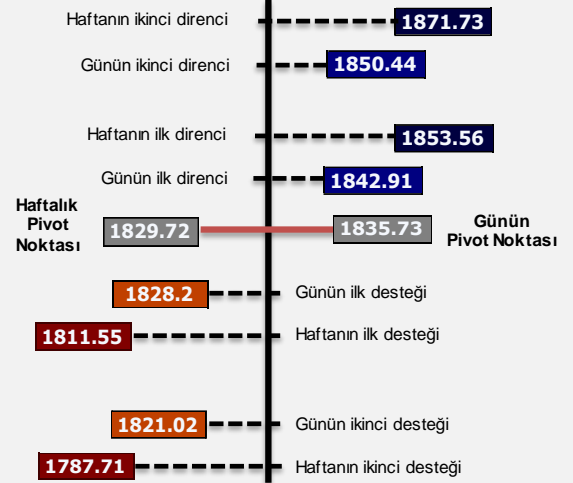 Haftanın ikinci direnci
1871.73
Günün ikinci direnci
1850.44
Haftanın ilk direnci
1853.56
Günün ilk direnci
1842.91
Haftalık
Pivot
Noktası
1829.72
1835.73
Günün
Pivot Noktası
1828.2
Günün ilk desteği
1811.55
Haftanın ilk desteği
1821.02
Günün ikinci desteği
1787.71
Haftanın ikinci desteği